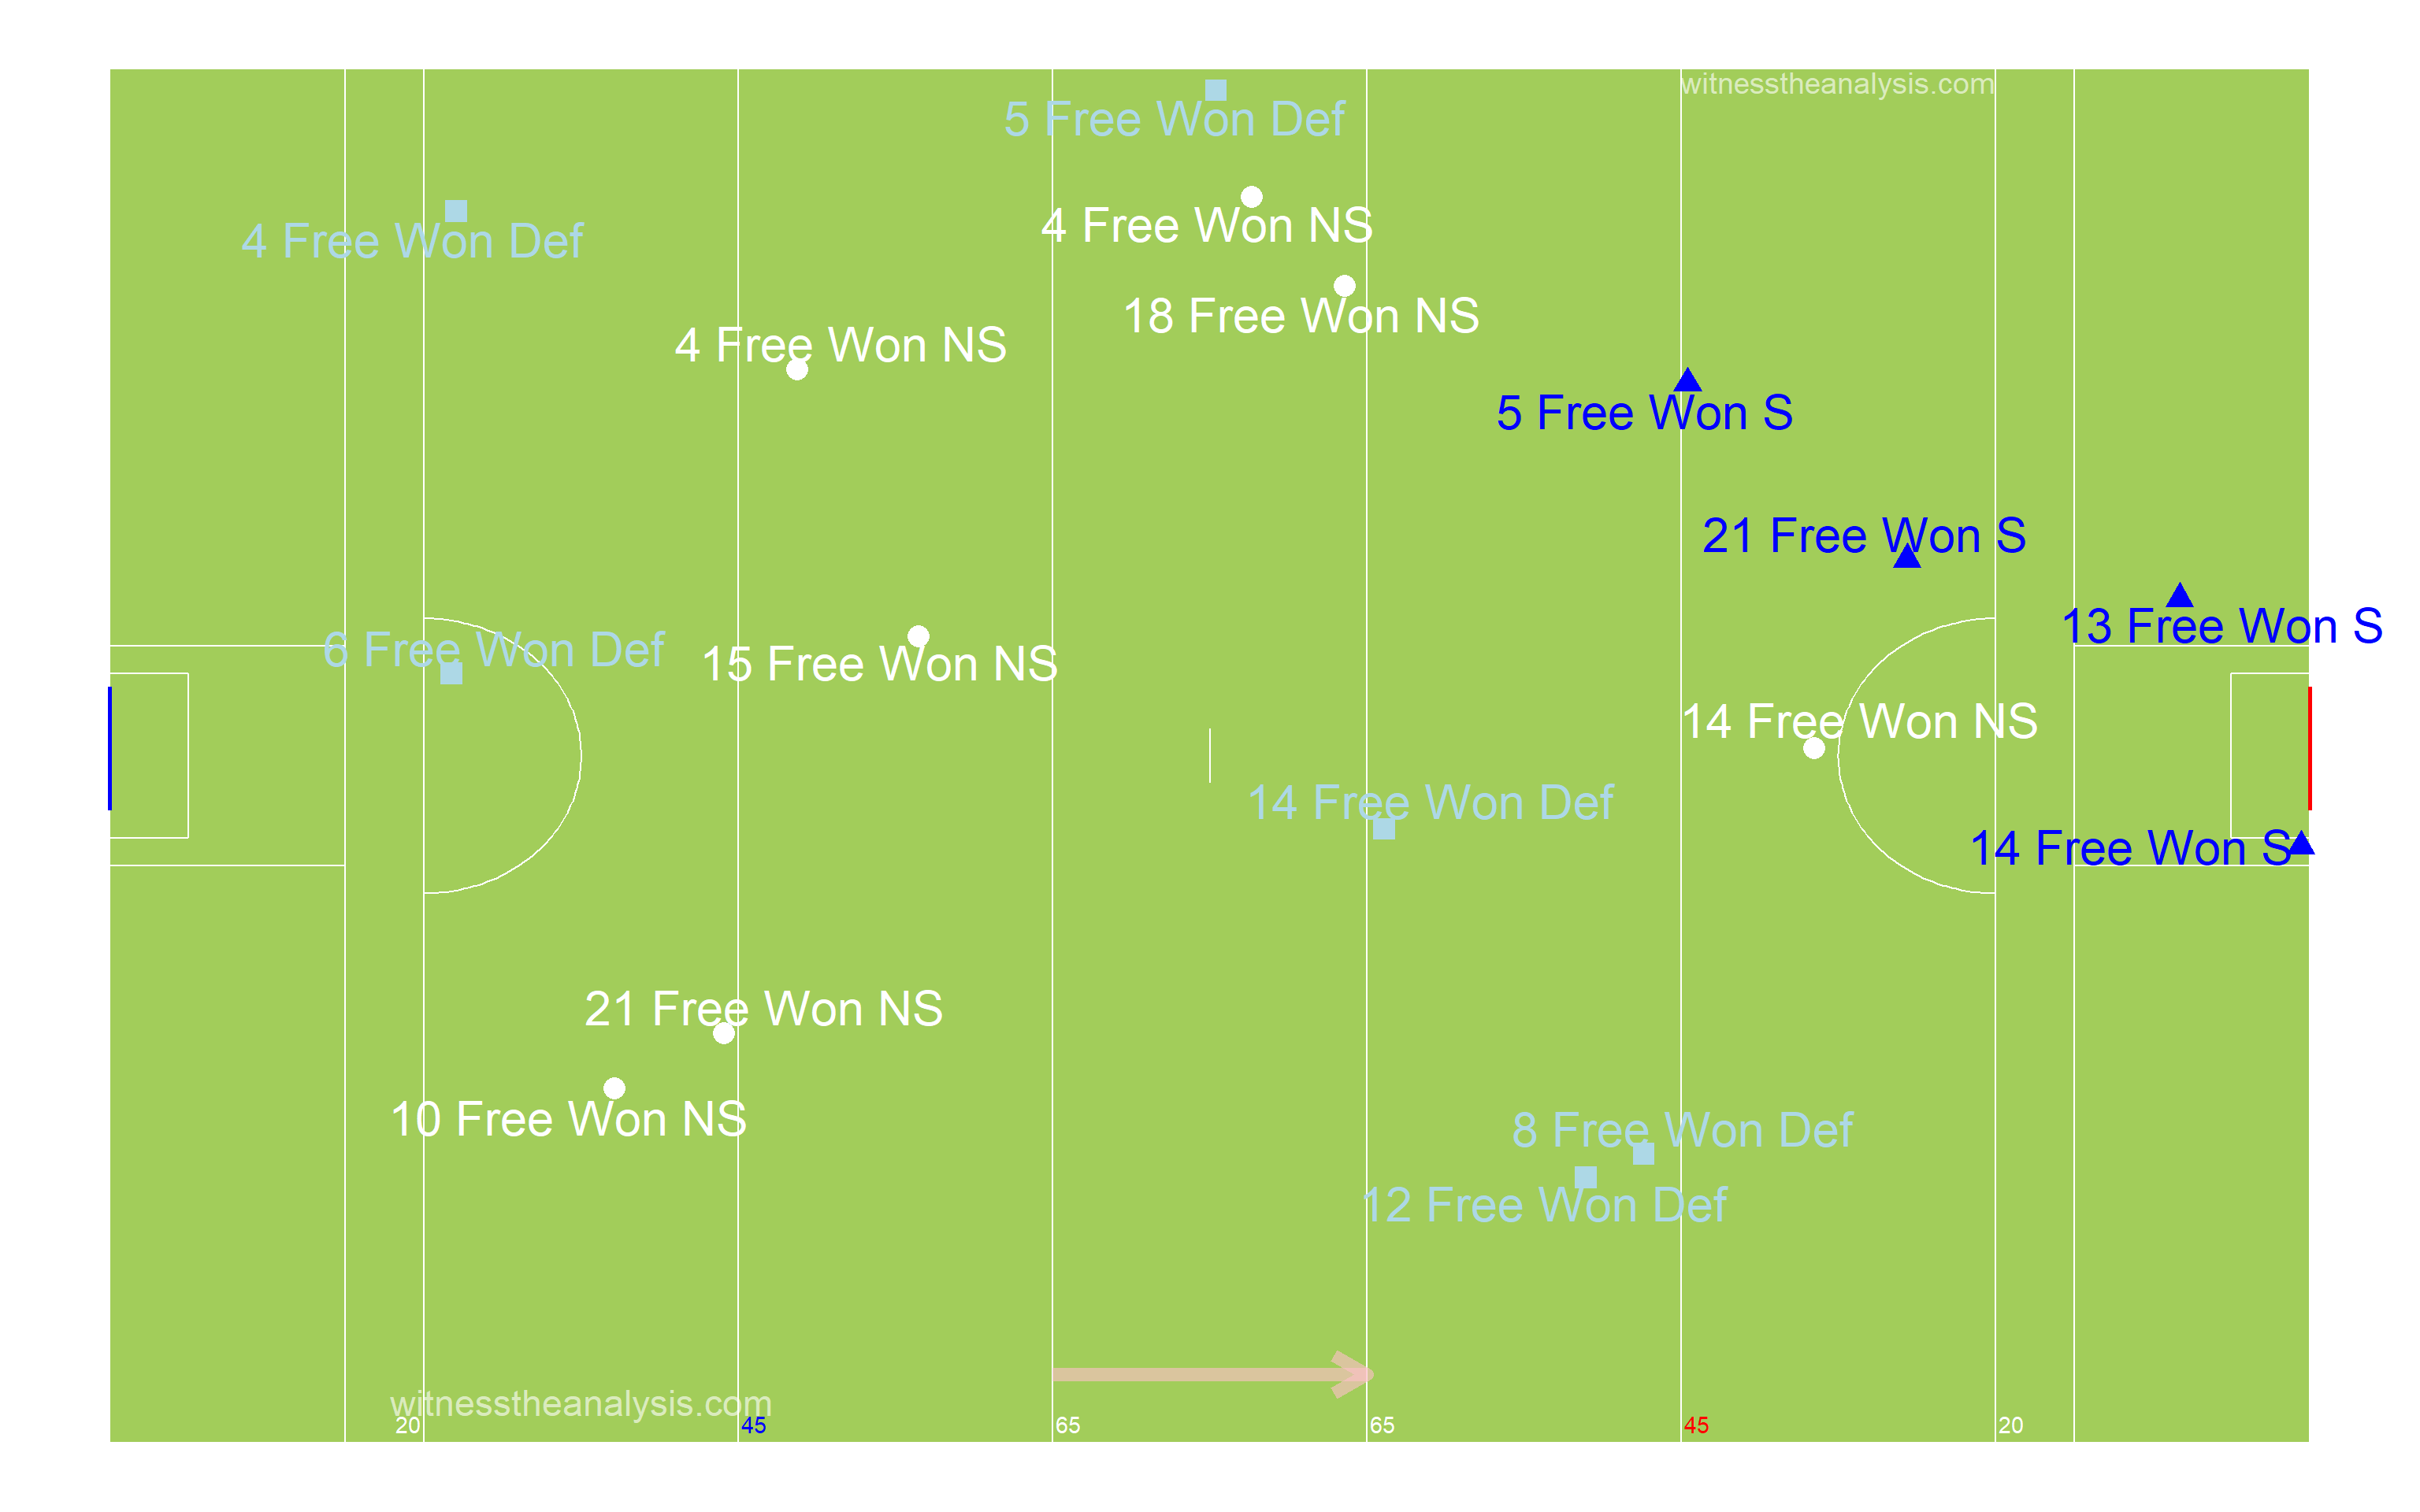 witnesstheanalysis.com
5 Free Won Def
4 Free Won NS
4 Free Won Def
18 Free Won NS
4 Free Won NS
5 Free Won S
21 Free Won S
13 Free Won S
6 Free Won Def
15 Free Won NS
14 Free Won NS
14 Free Won Def
14 Free Won S
21 Free Won NS
10 Free Won NS
8 Free Won Def
12 Free Won Def
witnesstheanalysis.com
20 45 65 65 45 20